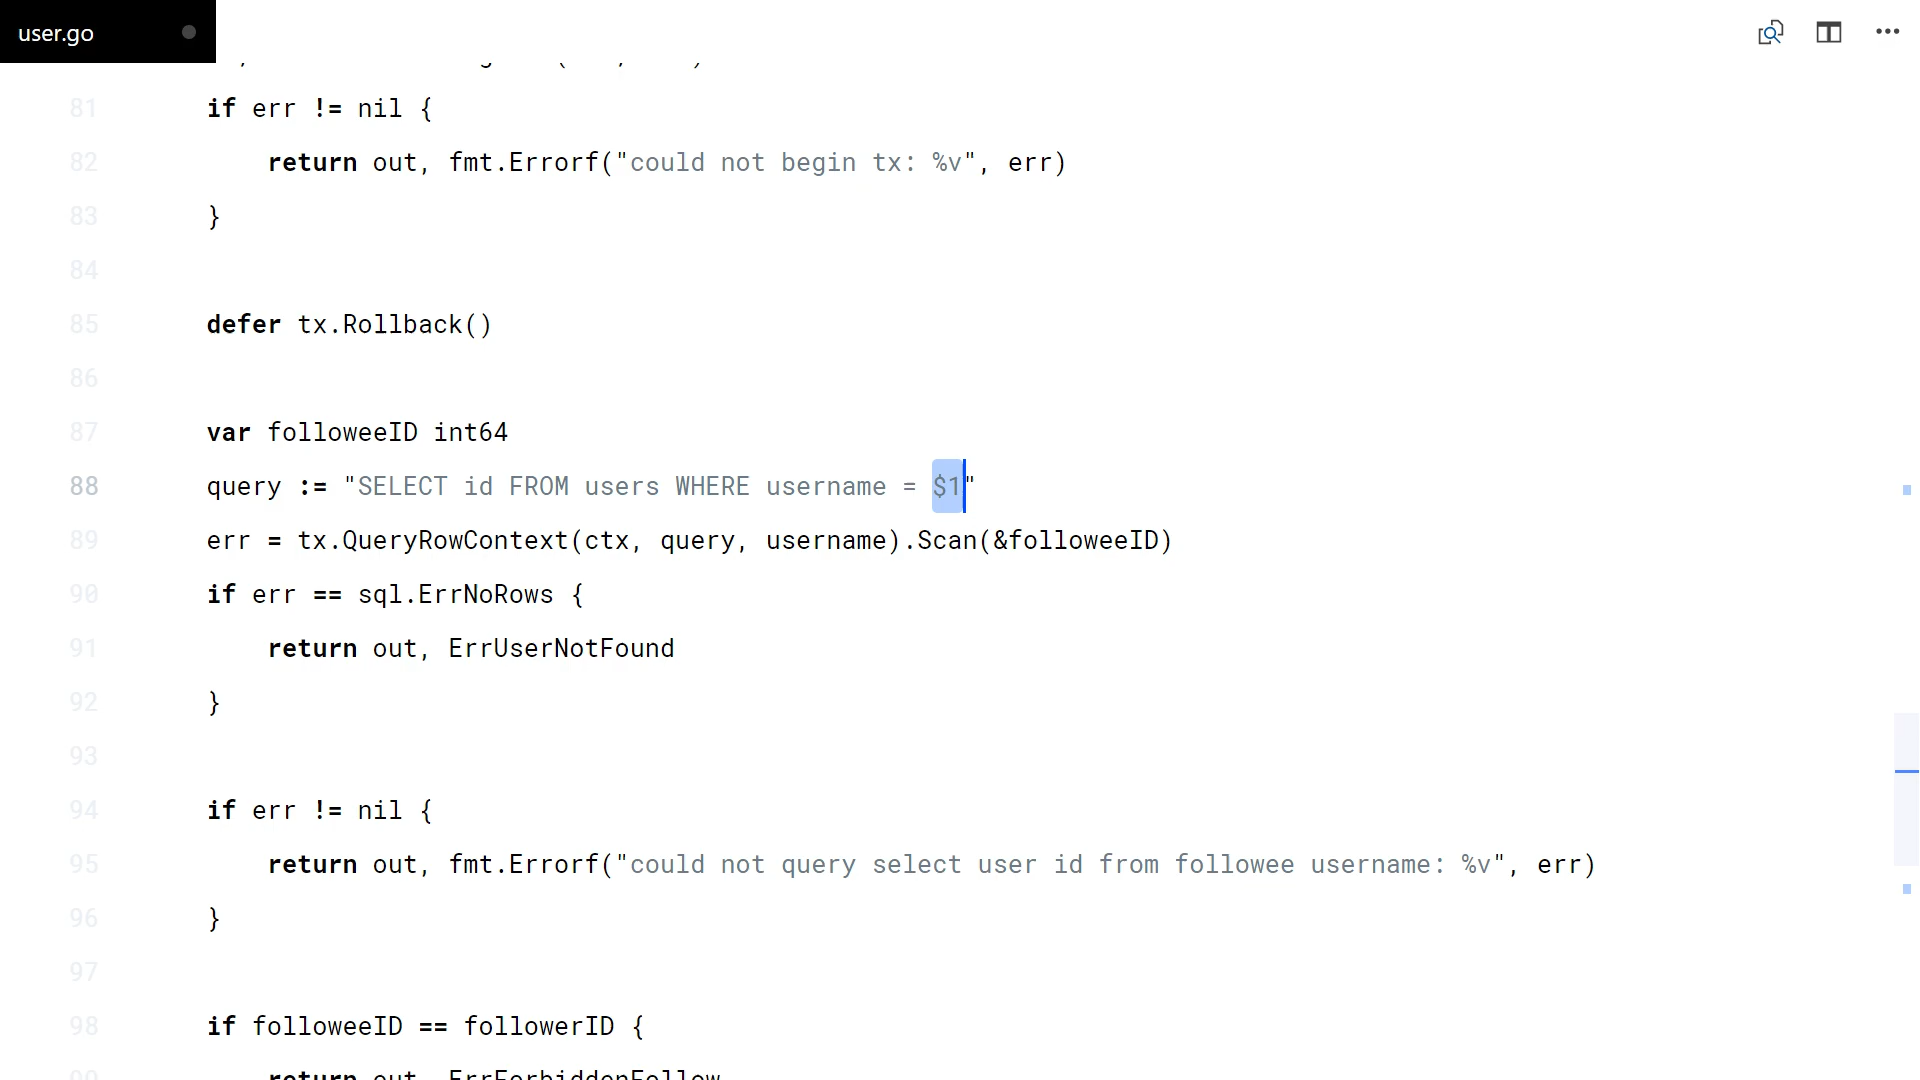 user.go
81 if err != nil {
82 return out, fmt.Errorf("could not begin tx: %v", err)
83 }
84
85 defer tx.Rollback()
86
87 var followeeID int64
88 query := "SELECT id FROM users WHERE username = $1"
89 err = tx.QueryRowContext(ctx, query, username).Scan(&followeeID)
90 if err == sql.ErrNoRows {
91 return out, ErrUserNotFound
92 }
93
94 if err != nil {
95 return out, fmt.Errorf("could not query select user id from followee username: %v", err)
96 }
97
98 if followeeID == followerID {
99 return out, ErrForbiddenFollow